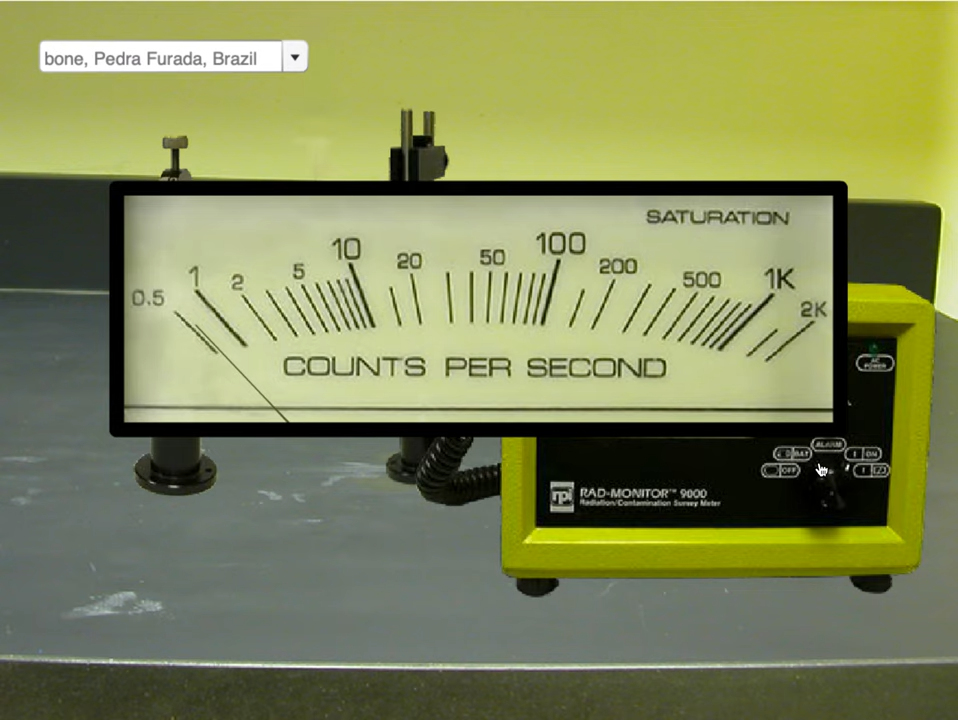 bone, Pedra Furada, Brazil
SATURATION
0.5 1 2 5 10 20 50 100 200 500 1K 2K
COUNTS PER SECOND
AC POWER
ALARM
BAT
ON
OFF
rpi RAD-MONITOR™ 9000
Radiation/Contamination Survey Meter